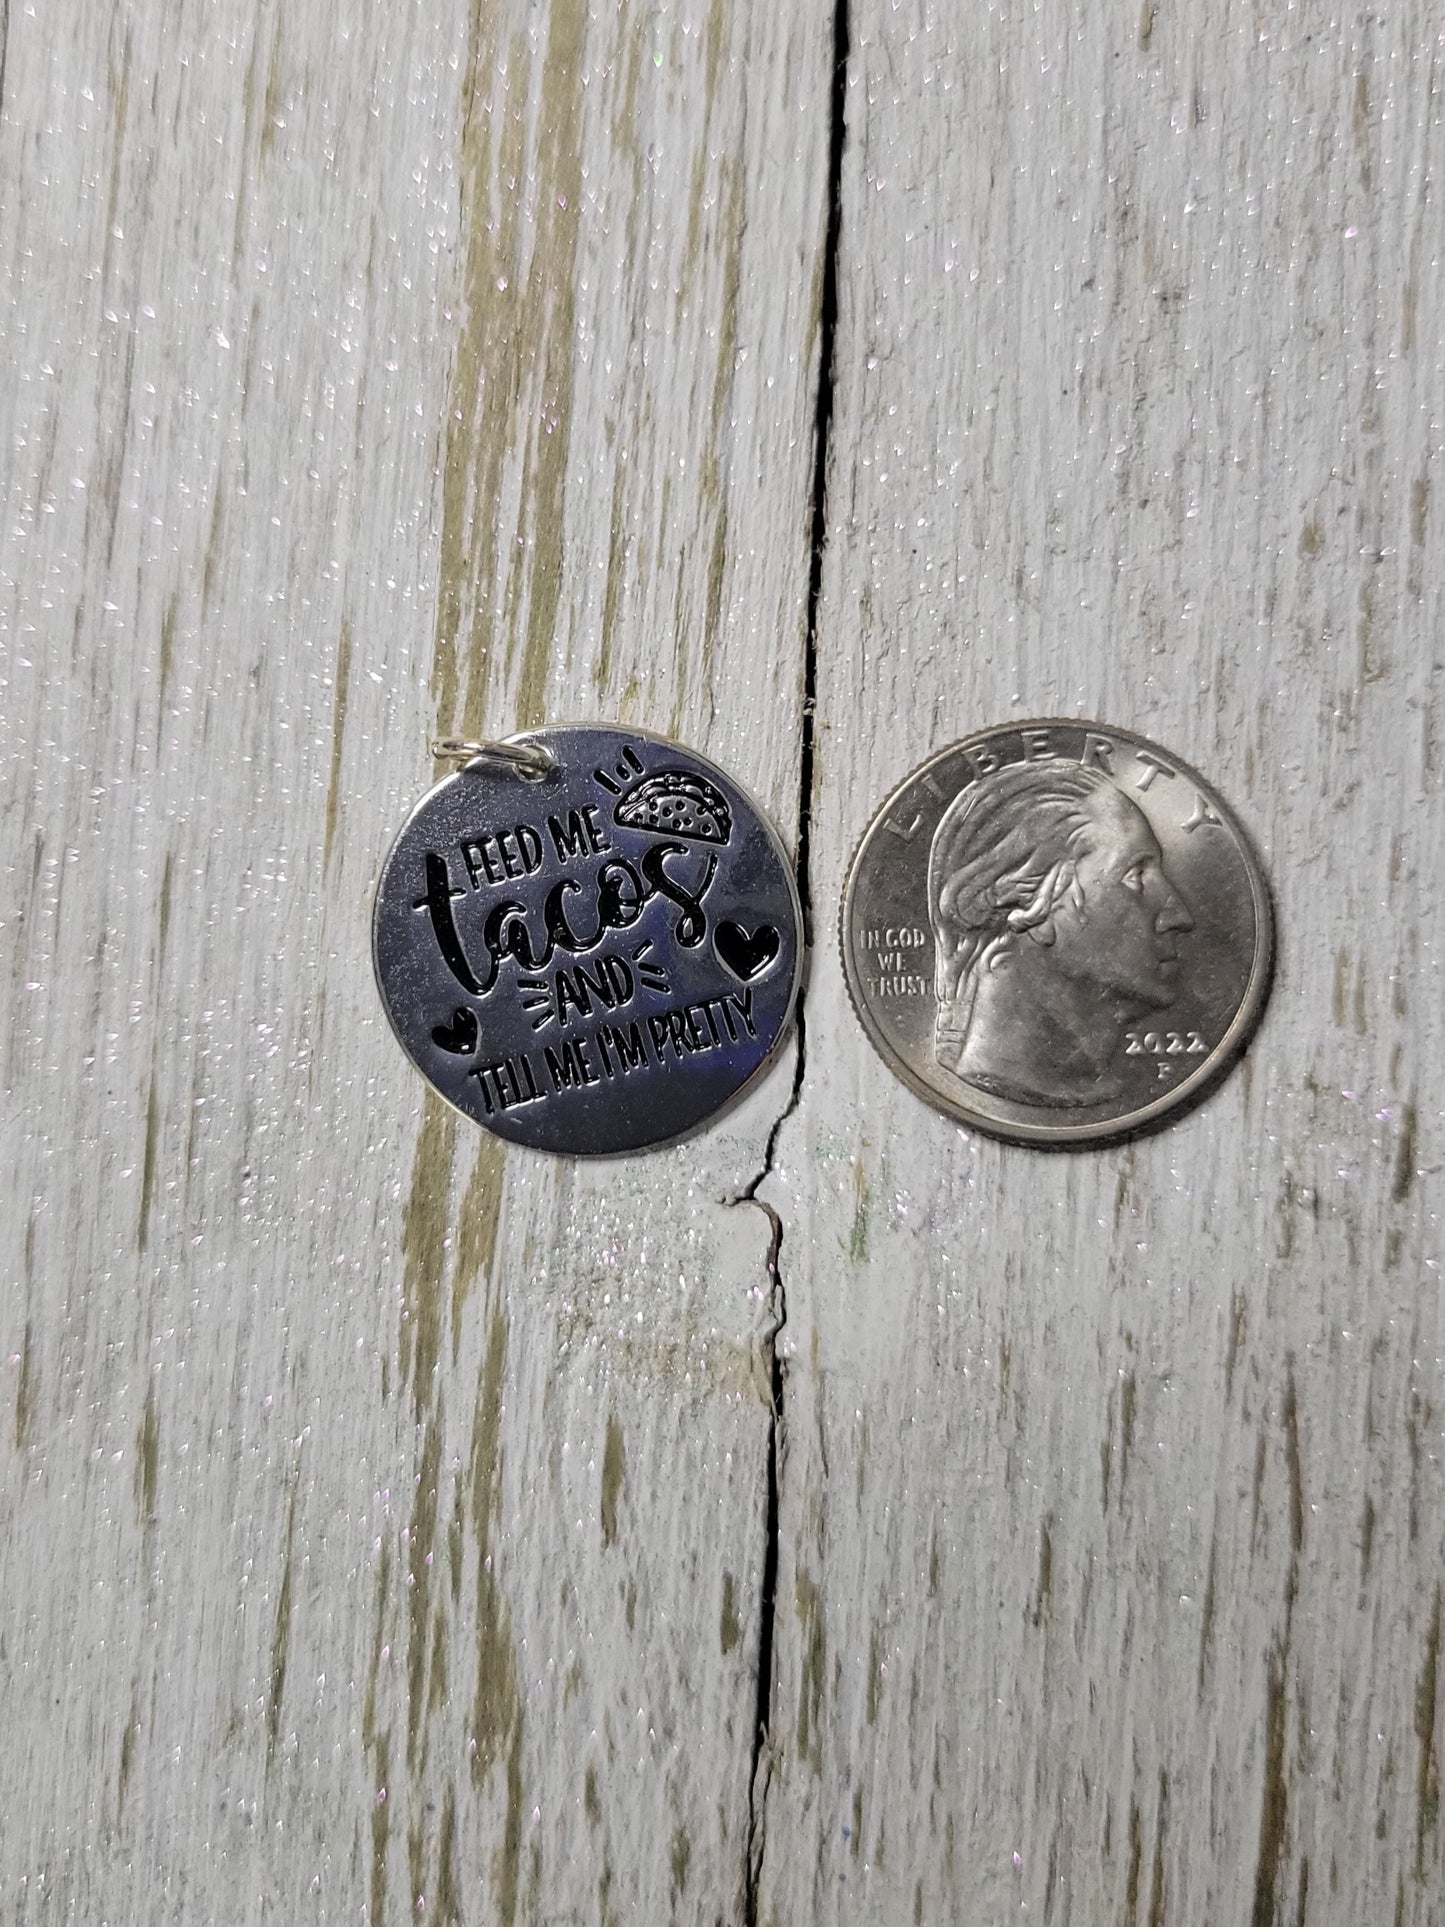 FEED ME
tacos
AND
TELL ME I'M PRETTY
LIBERTY
IN GOD
WE
TRUST
2022
P